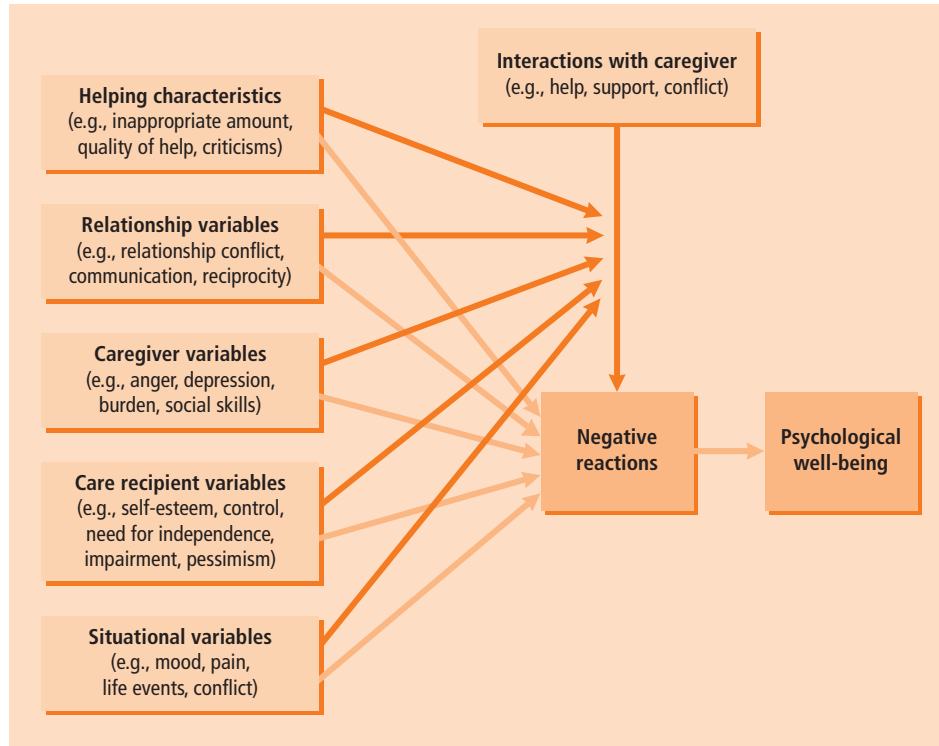 Interactions with caregiver
(e.g., help, support, conflict)
Helping characteristics
(e.g., inappropriate amount,
quality of help, criticisms)
Relationship variables
(e.g., relationship conflict,
communication, reciprocity)
Caregiver variables
(e.g., anger, depression,
burden, social skills)
Care recipient variables
(e.g., self-esteem, control,
need for independence,
impairment, pessimism)
Situational variables
(e.g., mood, pain,
life events, conflict)
Negative
reactions
Psychological
well-being